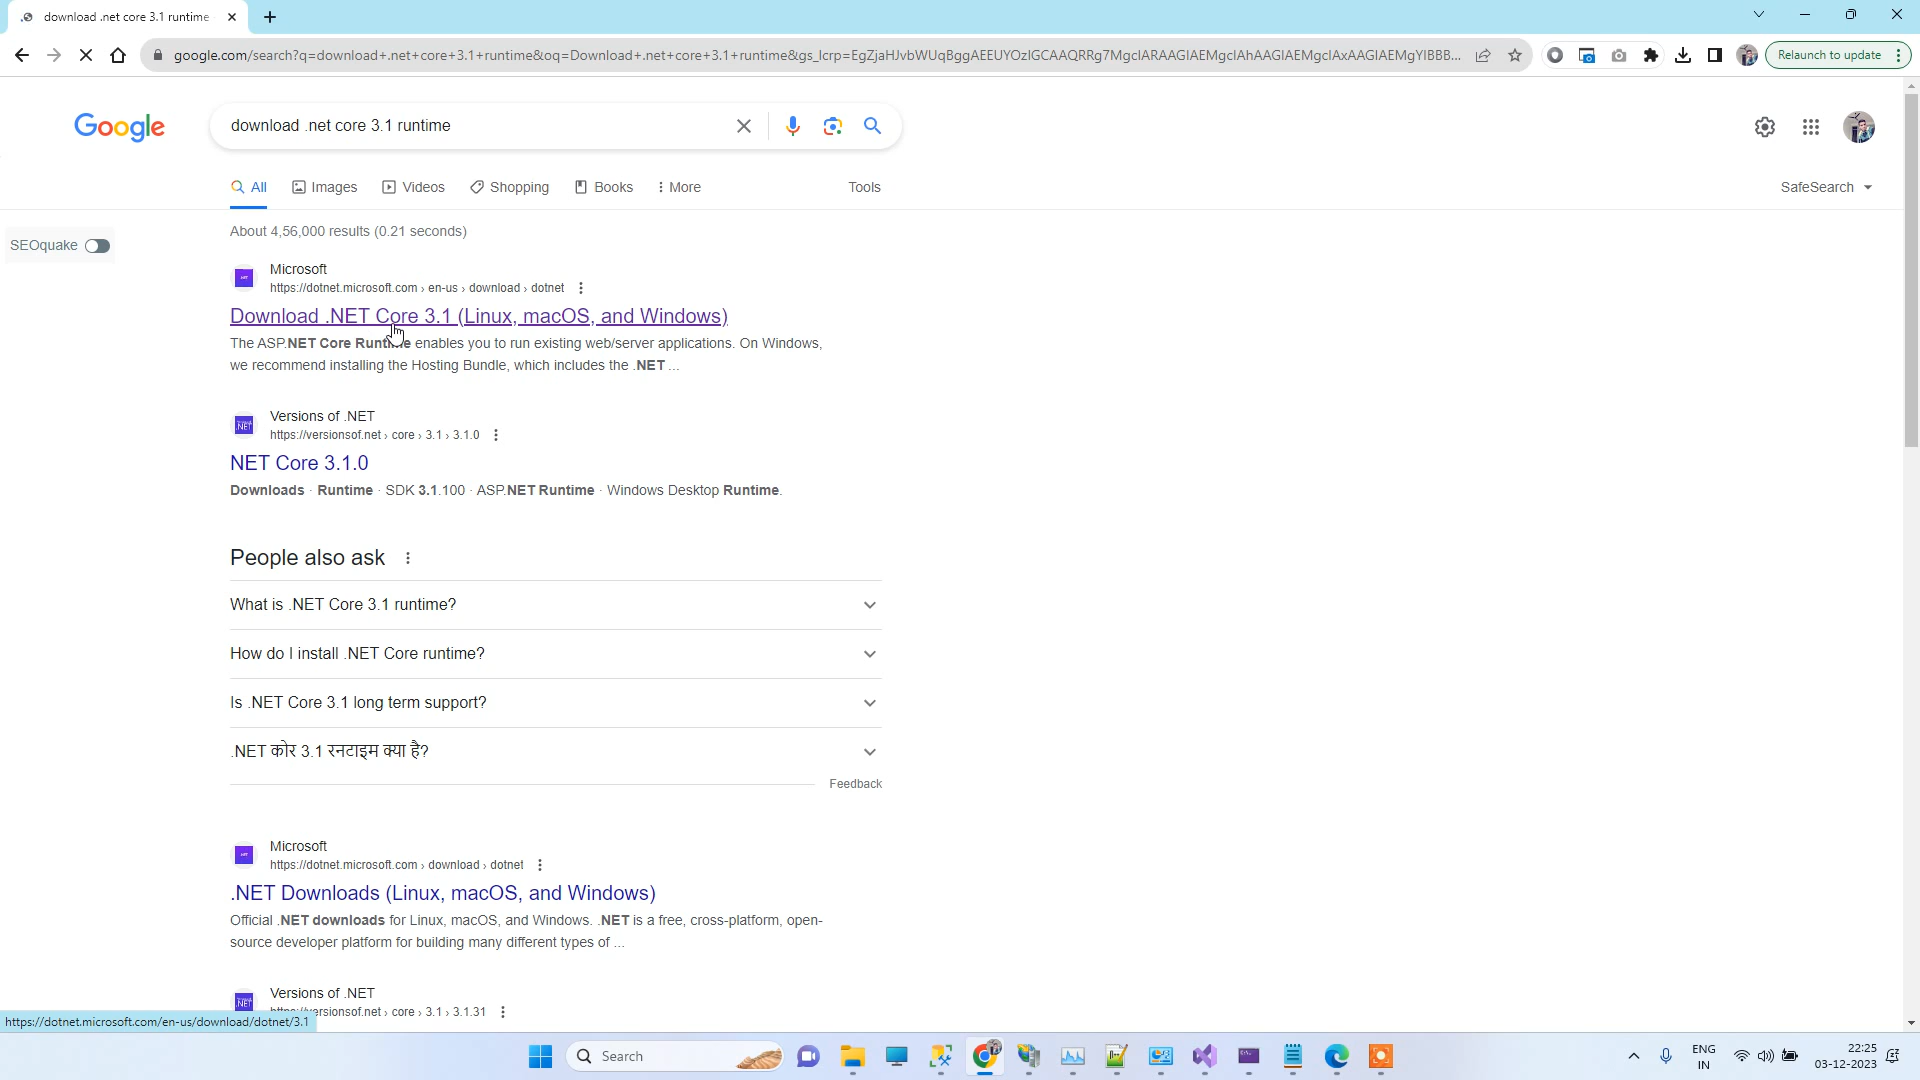 download .net core 3.1 runtime
google.com/search?q=download+.net+core+3.1+runtime&oq=Download+.net+core+3.1+runtime&gs_lcrp=EgZjaHJvbWUqBggAEEUYOzIGCAAQRRg7MgcIARAAGIAEMgcIAhAAGIAEMgcIAxAAGIAEMgYIBBB...
Relaunch to update
Google
download .net core 3.1 runtime
All
Images
Videos
Shopping
Books
More
Tools
SafeSearch
SEOquake
About 4,56,000 results (0.21 seconds)
Microsoft
https://dotnet.microsoft.com › en-us › download › dotnet
Download .NET Core 3.1 (Linux, macOS, and Windows)
The ASP.NET Core Runtime enables you to run existing web/server applications. On Windows,
we recommend installing the Hosting Bundle, which includes the .NET ...
Versions of .NET
https://versionsof.net › core › 3.1 › 3.1.0
NET Core 3.1.0
Downloads · Runtime · SDK 3.1.100 · ASP.NET Runtime · Windows Desktop Runtime.
People also ask
What is .NET Core 3.1 runtime?
How do I install .NET Core runtime?
Is .NET Core 3.1 long term support?
.NET कोर 3.1 रनटाइम क्या है?
Feedback
Microsoft
https://dotnet.microsoft.com › download › dotnet
.NET Downloads (Linux, macOS, and Windows)
Official .NET downloads for Linux, macOS, and Windows. .NET is a free, cross-platform, open-
source developer platform for building many different types of ...
Versions of .NET
versionsof.net › core › 3.1 › 3.1.31
https://dotnet.microsoft.com/en-us/download/dotnet/3.1
Search
ENG
IN
22:25
03-12-2023